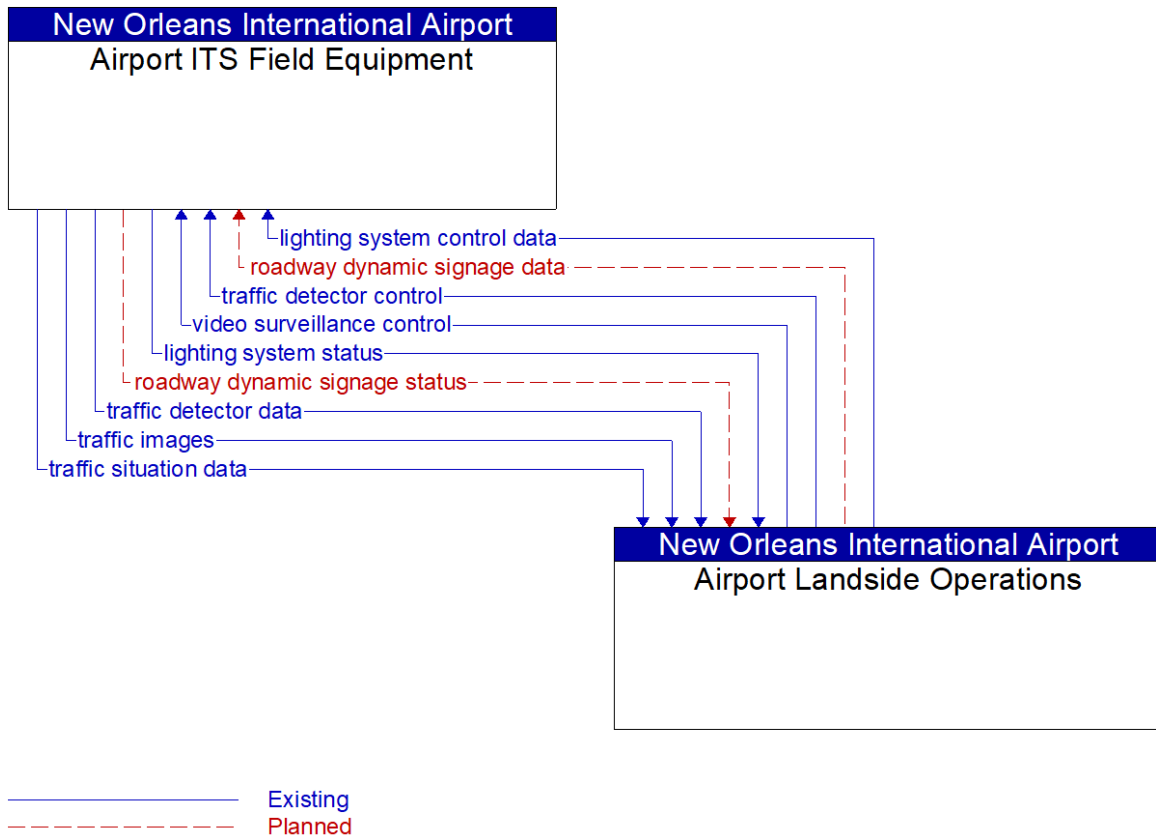 New Orleans International Airport
Airport ITS Field Equipment
lighting system control data
roadway dynamic signage data
traffic detector control
video surveillance control
lighting system status
roadway dynamic signage status
traffic detector data
traffic images
traffic situation data
New Orleans International Airport
Airport Landside Operations
Existing
Planned